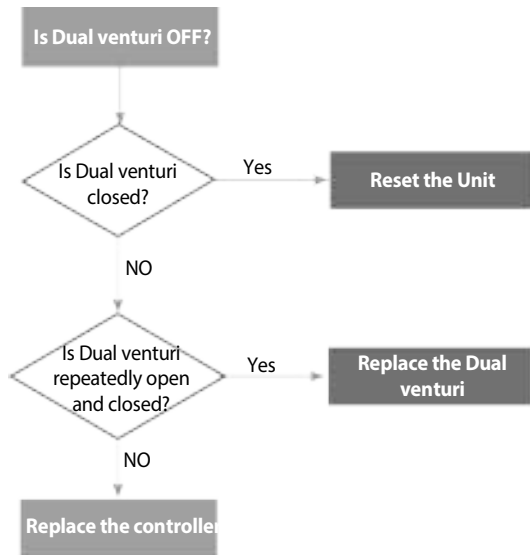 Is Dual venturi OFF?
Is Dual venturi
closed?
Yes
Reset the Unit
NO
Is Dual venturi
repeatedly open
and closed?
Yes
Replace the Dual
venturi
NO
Replace the controller